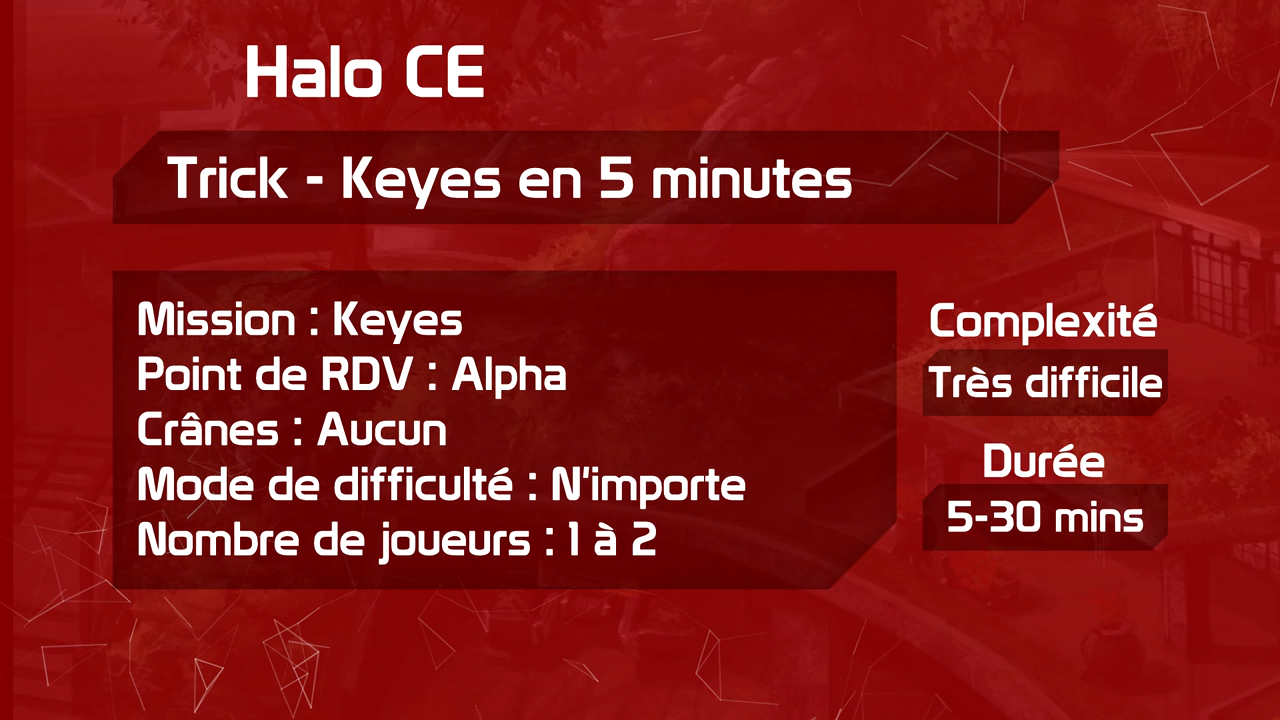 Halo CE
Trick - Keyes en 5 minutes
Mission : Keyes
Point de RDV : Alpha
Crânes : Aucun
Mode de difficulté : N'importe
Nombre de joueurs : 1 à 2
Complexité
Très difficile
Durée
5-30 mins